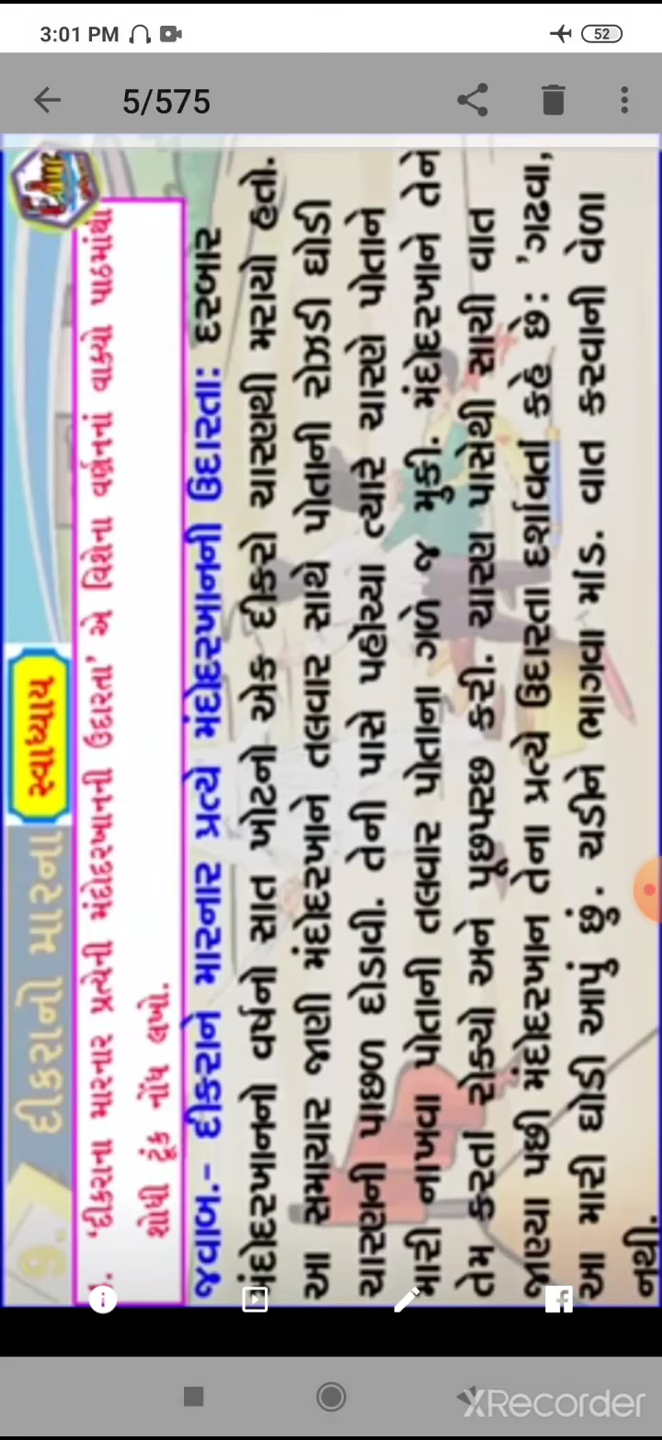 3:01 PM
52
5/575
9. દીકરાનો મારનાર
સ્વાધ્યાય
'દીકરાના મારનાર પ્રત્યેની મંદોદરખાનની ઉદારતા' એ વિશેના વર્ણનનાં વાક્યો પાઠમાંથી
શોધી ટૂંક નોંધ લખો.
જવાબ.- દીકરાને મારનાર પ્રત્યે મંદોદરખાનની ઉદારતા: દરબાર
મંદોદરખાનનો વર્ષનો સાત ખોટનો એક દીકરો ચારણથી મરાયો હતો.
આ સમાચાર જાણી મંદોદરખાને તલવાર સાથે પોતાની રોઝડી ઘોડી
ચારણની પાછળ દોડાવી. તેની પાસે પહોંચ્યા ત્યારે ચારણે પોતાને
મારી નાખવા પોતાની તલવાર પોતાના ગળે જ મૂકી. મંદોદરખાને તેને
તેમ કરતાં રોક્યો અને પૂછપરછ કરી. ચારણ પાસેથી સાચી વાત
જાણ્યા પછી મંદોદરખાન તેના પ્રત્યે ઉદારતા દર્શાવતાં કહે છે: 'ગઢવા,
આ મારી ઘોડી આપું છું. ચડીને ભાગવા માંડ. વાત કરવાની વેળા
નથી.
XRecorder